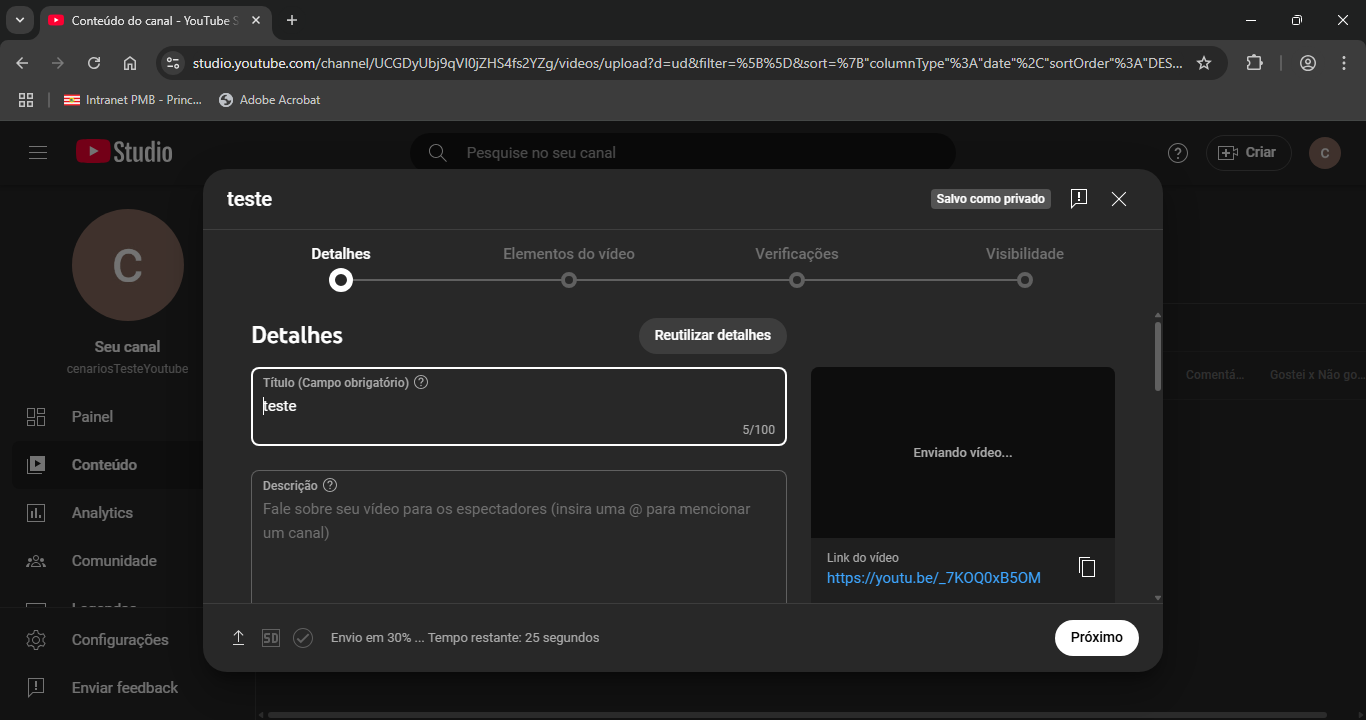 Conteúdo do canal - YouTube S
studio.youtube.com/channel/UCGDyUbj9qVI0jZHS4fs2YZg/videos/upload?d=ud&filter=%5B%5D&sort=%7B"columnType"%3A"date"%2C"sortOrder"%3A"DES...
Intranet PMB - Princ... Adobe Acrobat
Studio
Pesquise no seu canal
Criar
C
teste
Salvo como privado
C
Seu canal
cenariosTesteYoutube
Painel
Conteúdo
Analytics
Comunidade
Legendas
Configurações
Enviar feedback
Detalhes Elementos do vídeo Verificações Visibilidade
Detalhes
Reutilizar detalhes
Título (Campo obrigatório)
teste
5/100
Descrição
Fale sobre seu vídeo para os espectadores (insira uma @ para mencionar
um canal)
Enviando vídeo...
Link do vídeo
https://youtu.be/_7KOQ0xB5OM
Comentá... Gostei x Não go...
SD
Envio em 30% ... Tempo restante: 25 segundos
Próximo